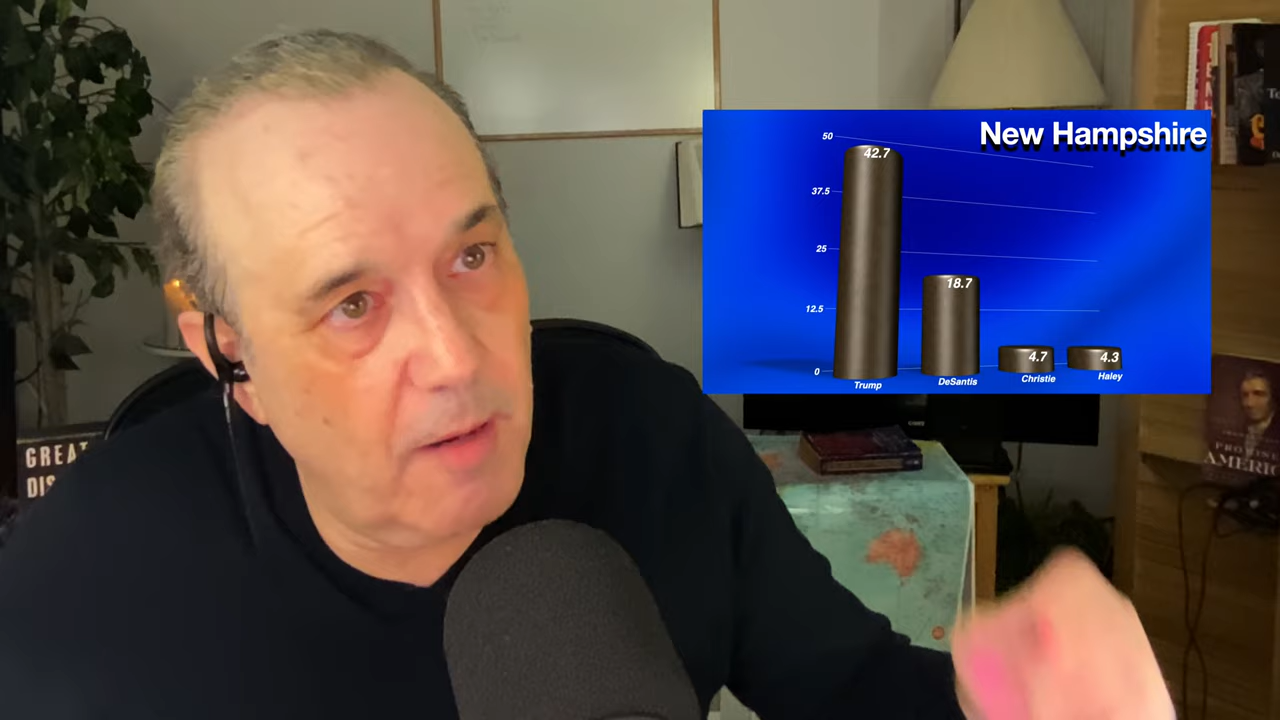 New Hampshire
50
37.5
25
12.5
0
42.7
18.7
4.7
4.3
Trump
DeSantis
Christie
Haley
GREAT
DIS
AMERIC